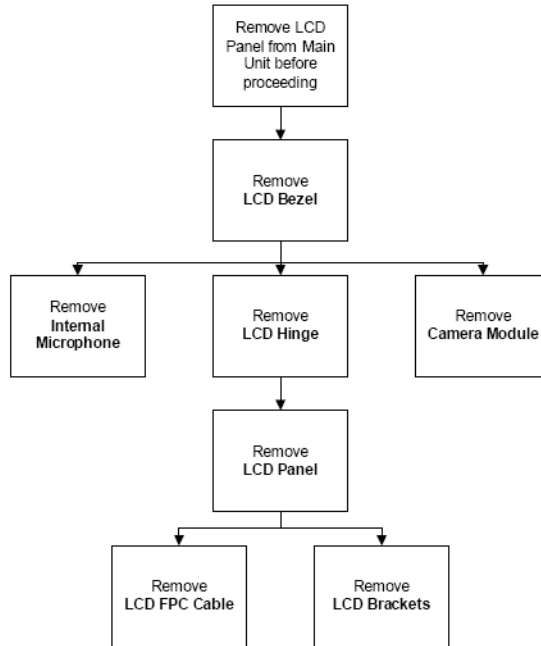 Remove LCD
Panel from Main
Unit before
proceeding
Remove
LCD Bezel
Remove
Internal
Microphone
Remove
LCD Hinge
Remove
Camera Module
Remove
LCD Panel
Remove
LCD FPC Cable
Remove
LCD Brackets